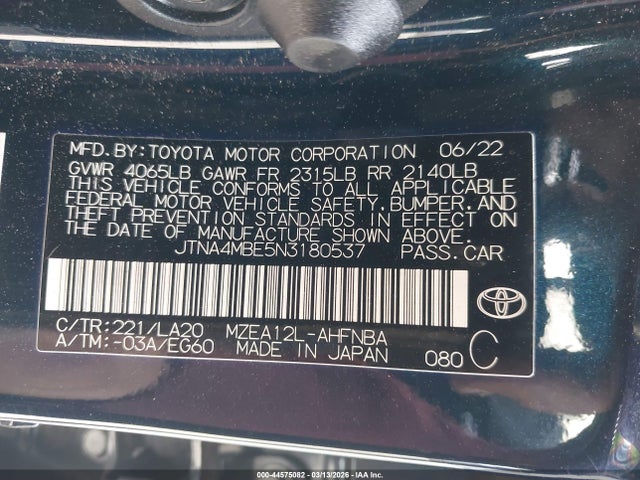 MFD.BY:TOYOTA MOTOR CORPORATION 06/22
GVWR 4065LB GAWR FR 2315LB RR 2140LB
THIS VEHICLE CONFORMS TO ALL APPLICABLE
FEDERAL MOTOR VEHICLE SAFETY,BUMPER,AND
THEFT PREVENTION STANDARDS IN EFFECT ON
THE DATE OF MANUFACTURE SHOWN ABOVE.
JTNA4MBE5N3180537 PASS.CAR
C/TR:221/LA20 MZEA12L-AHFNBA
A/TM:-03A/EG60 MADE IN JAPAN 080 C
000-44575082 | 03/13/2026 | Copyright © IAA, Inc.